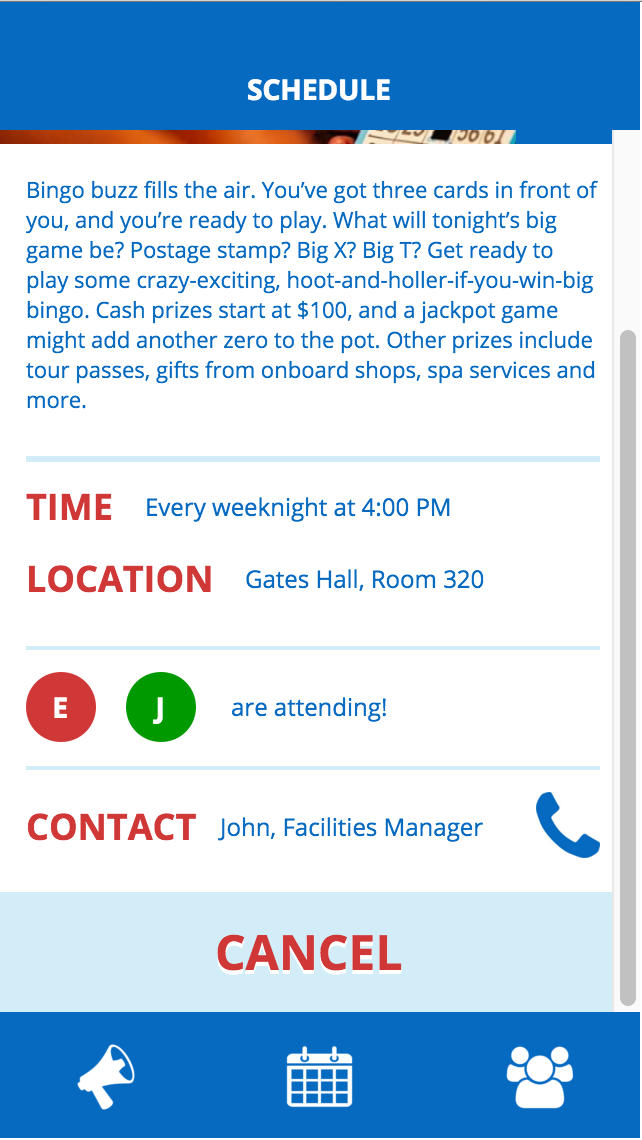 SCHEDULE
56 61
Bingo buzz fills the air. You’ve got three cards in front of
you, and you’re ready to play. What will tonight’s big
game be? Postage stamp? Big X? Big T? Get ready to
play some crazy-exciting, hoot-and-holler-if-you-win-big
bingo. Cash prizes start at $100, and a jackpot game
might add another zero to the pot. Other prizes include
tour passes, gifts from onboard shops, spa services and
more.
TIME Every weeknight at 4:00 PM
LOCATION Gates Hall, Room 320
E J are attending!
CONTACT John, Facilities Manager
CANCEL